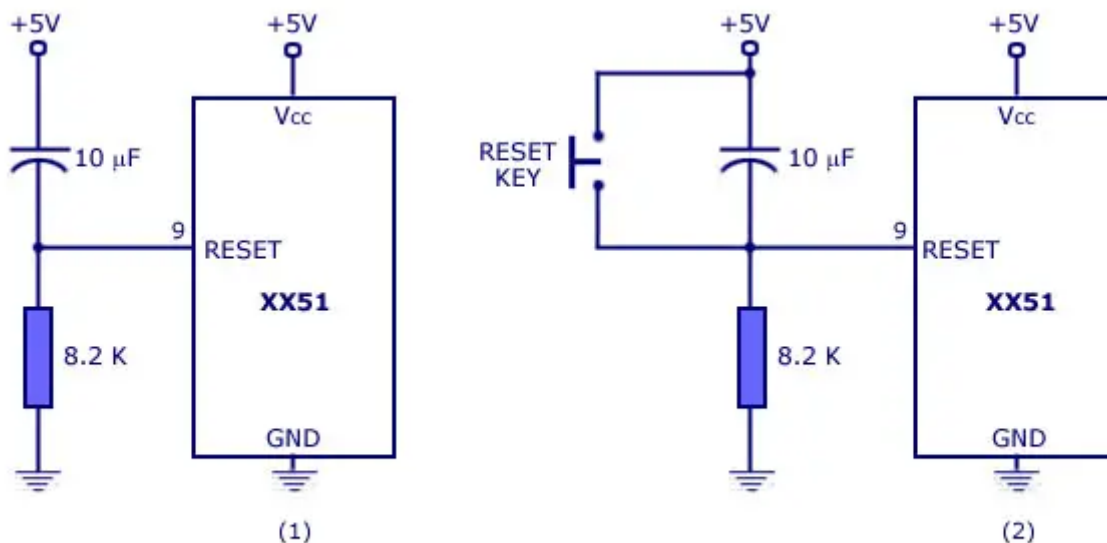 +5V
+5V
Vcc
10 μF
9
RESET
XX51
8.2 K
GND
(1)
+5V
+5V
Vcc
RESET
KEY
10 μF
9
RESET
XX51
8.2 K
GND
(2)